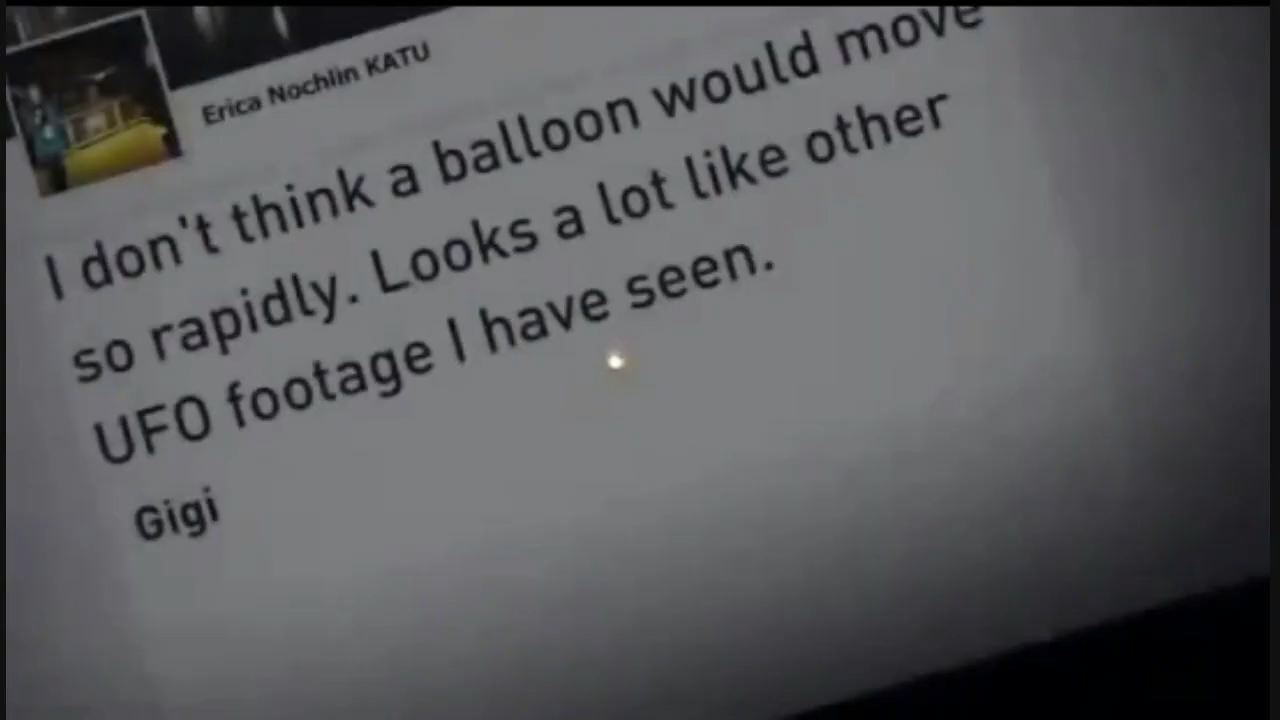 Erica Nochlin KATU
I don't think a balloon would move
so rapidly. Looks a lot like other
UFO footage I have seen.
Gigi